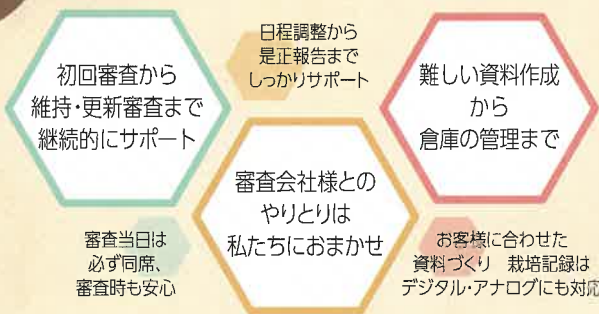 初回審査から
維持・更新審査まで
継続的にサポート
日程調整から
是正報告まで
しっかりサポート
難しい資料作成
から
倉庫の管理まで
審査会社様との
やりとりは
私たちにおまかせ
審査当日は
必ず同席、
審査時も安心
お客様に合わせた
資料づくり 栽培記録は
デジタル・アナログにも対応